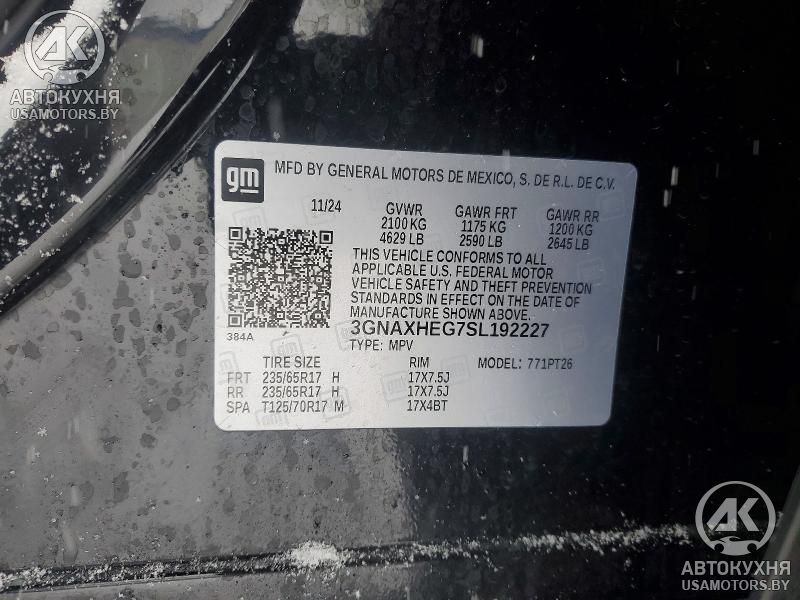 AK
АВТОКУХНЯ
USAMOTORS.BY
gm
MFD BY GENERAL MOTORS DE MEXICO, S. DE R.L. DE C.V.
11/24 GVWR GAWR FRT GAWR RR
2100 KG 1175 KG 1200 KG
4629 LB 2590 LB 2645 LB
THIS VEHICLE CONFORMS TO ALL
APPLICABLE U.S. FEDERAL MOTOR
VEHICLE SAFETY AND THEFT PREVENTION
STANDARDS IN EFFECT ON THE DATE OF
MANUFACTURE SHOWN ABOVE.
384A
3GNAXHEG7SL192227
TYPE: MPV
TIRE SIZE RIM MODEL: 771PT26
FRT 235/65R17 H 17X7.5J
RR 235/65R17 H 17X7.5J
SPA T125/70R17 M 17X4BT
AK
АВТОКУХНЯ
USAMOTORS.BY